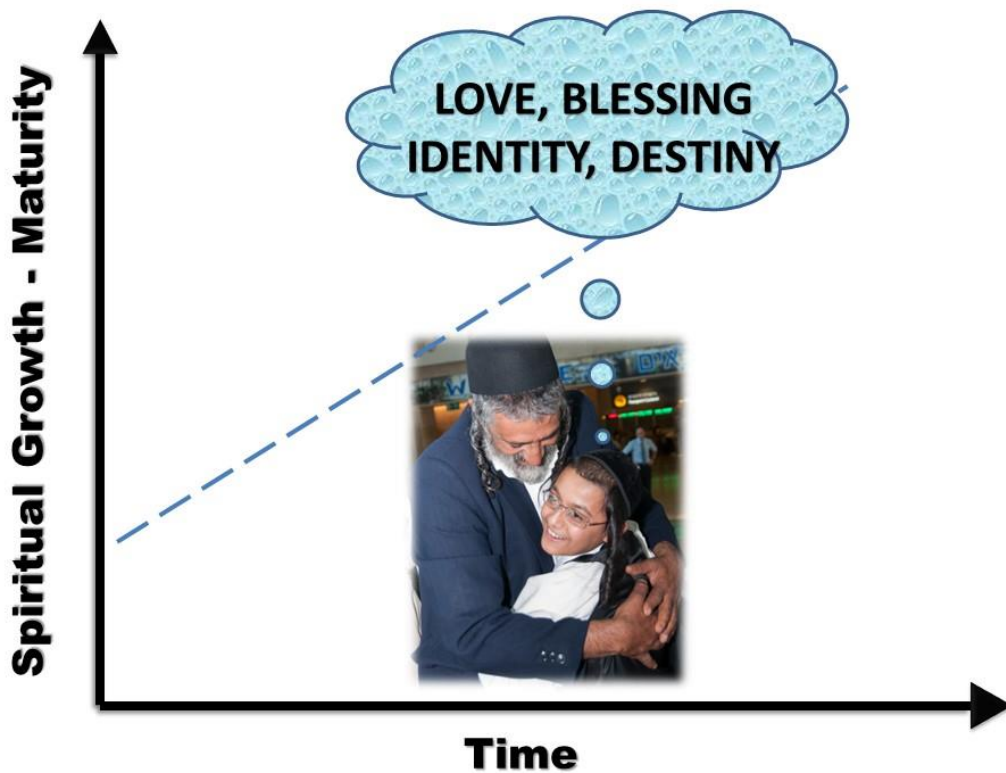 LOVE, BLESSING
IDENTITY, DESTINY
Spiritual Growth - Maturity
Time